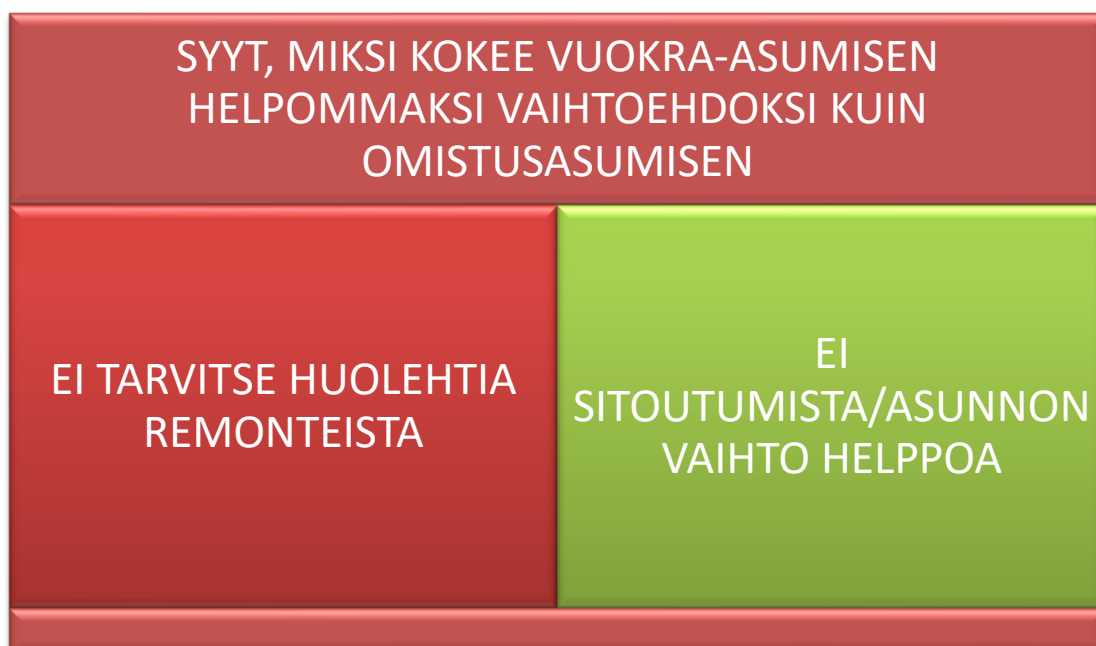 SYYT, MIKSI KOKEE VUOKRA-ASUMISEN
HELPOMMAKSI VAIHTOEHDOKSI KUIN
OMISTUSASUMISEN
EI TARVITSE HUOLEHTIA
REMONTEISTA
EI
SITOUTUMISTA/ASUNNON
VAIHTO HELPPOA